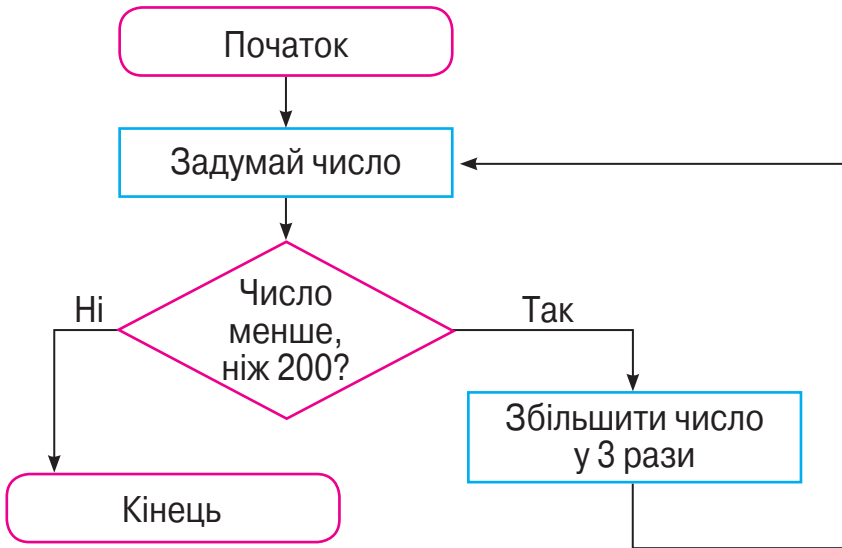 Початок
Задумай число
Число
менше,
ніж 200?
Ні
Так
Збільшити число
у 3 рази
Кінець